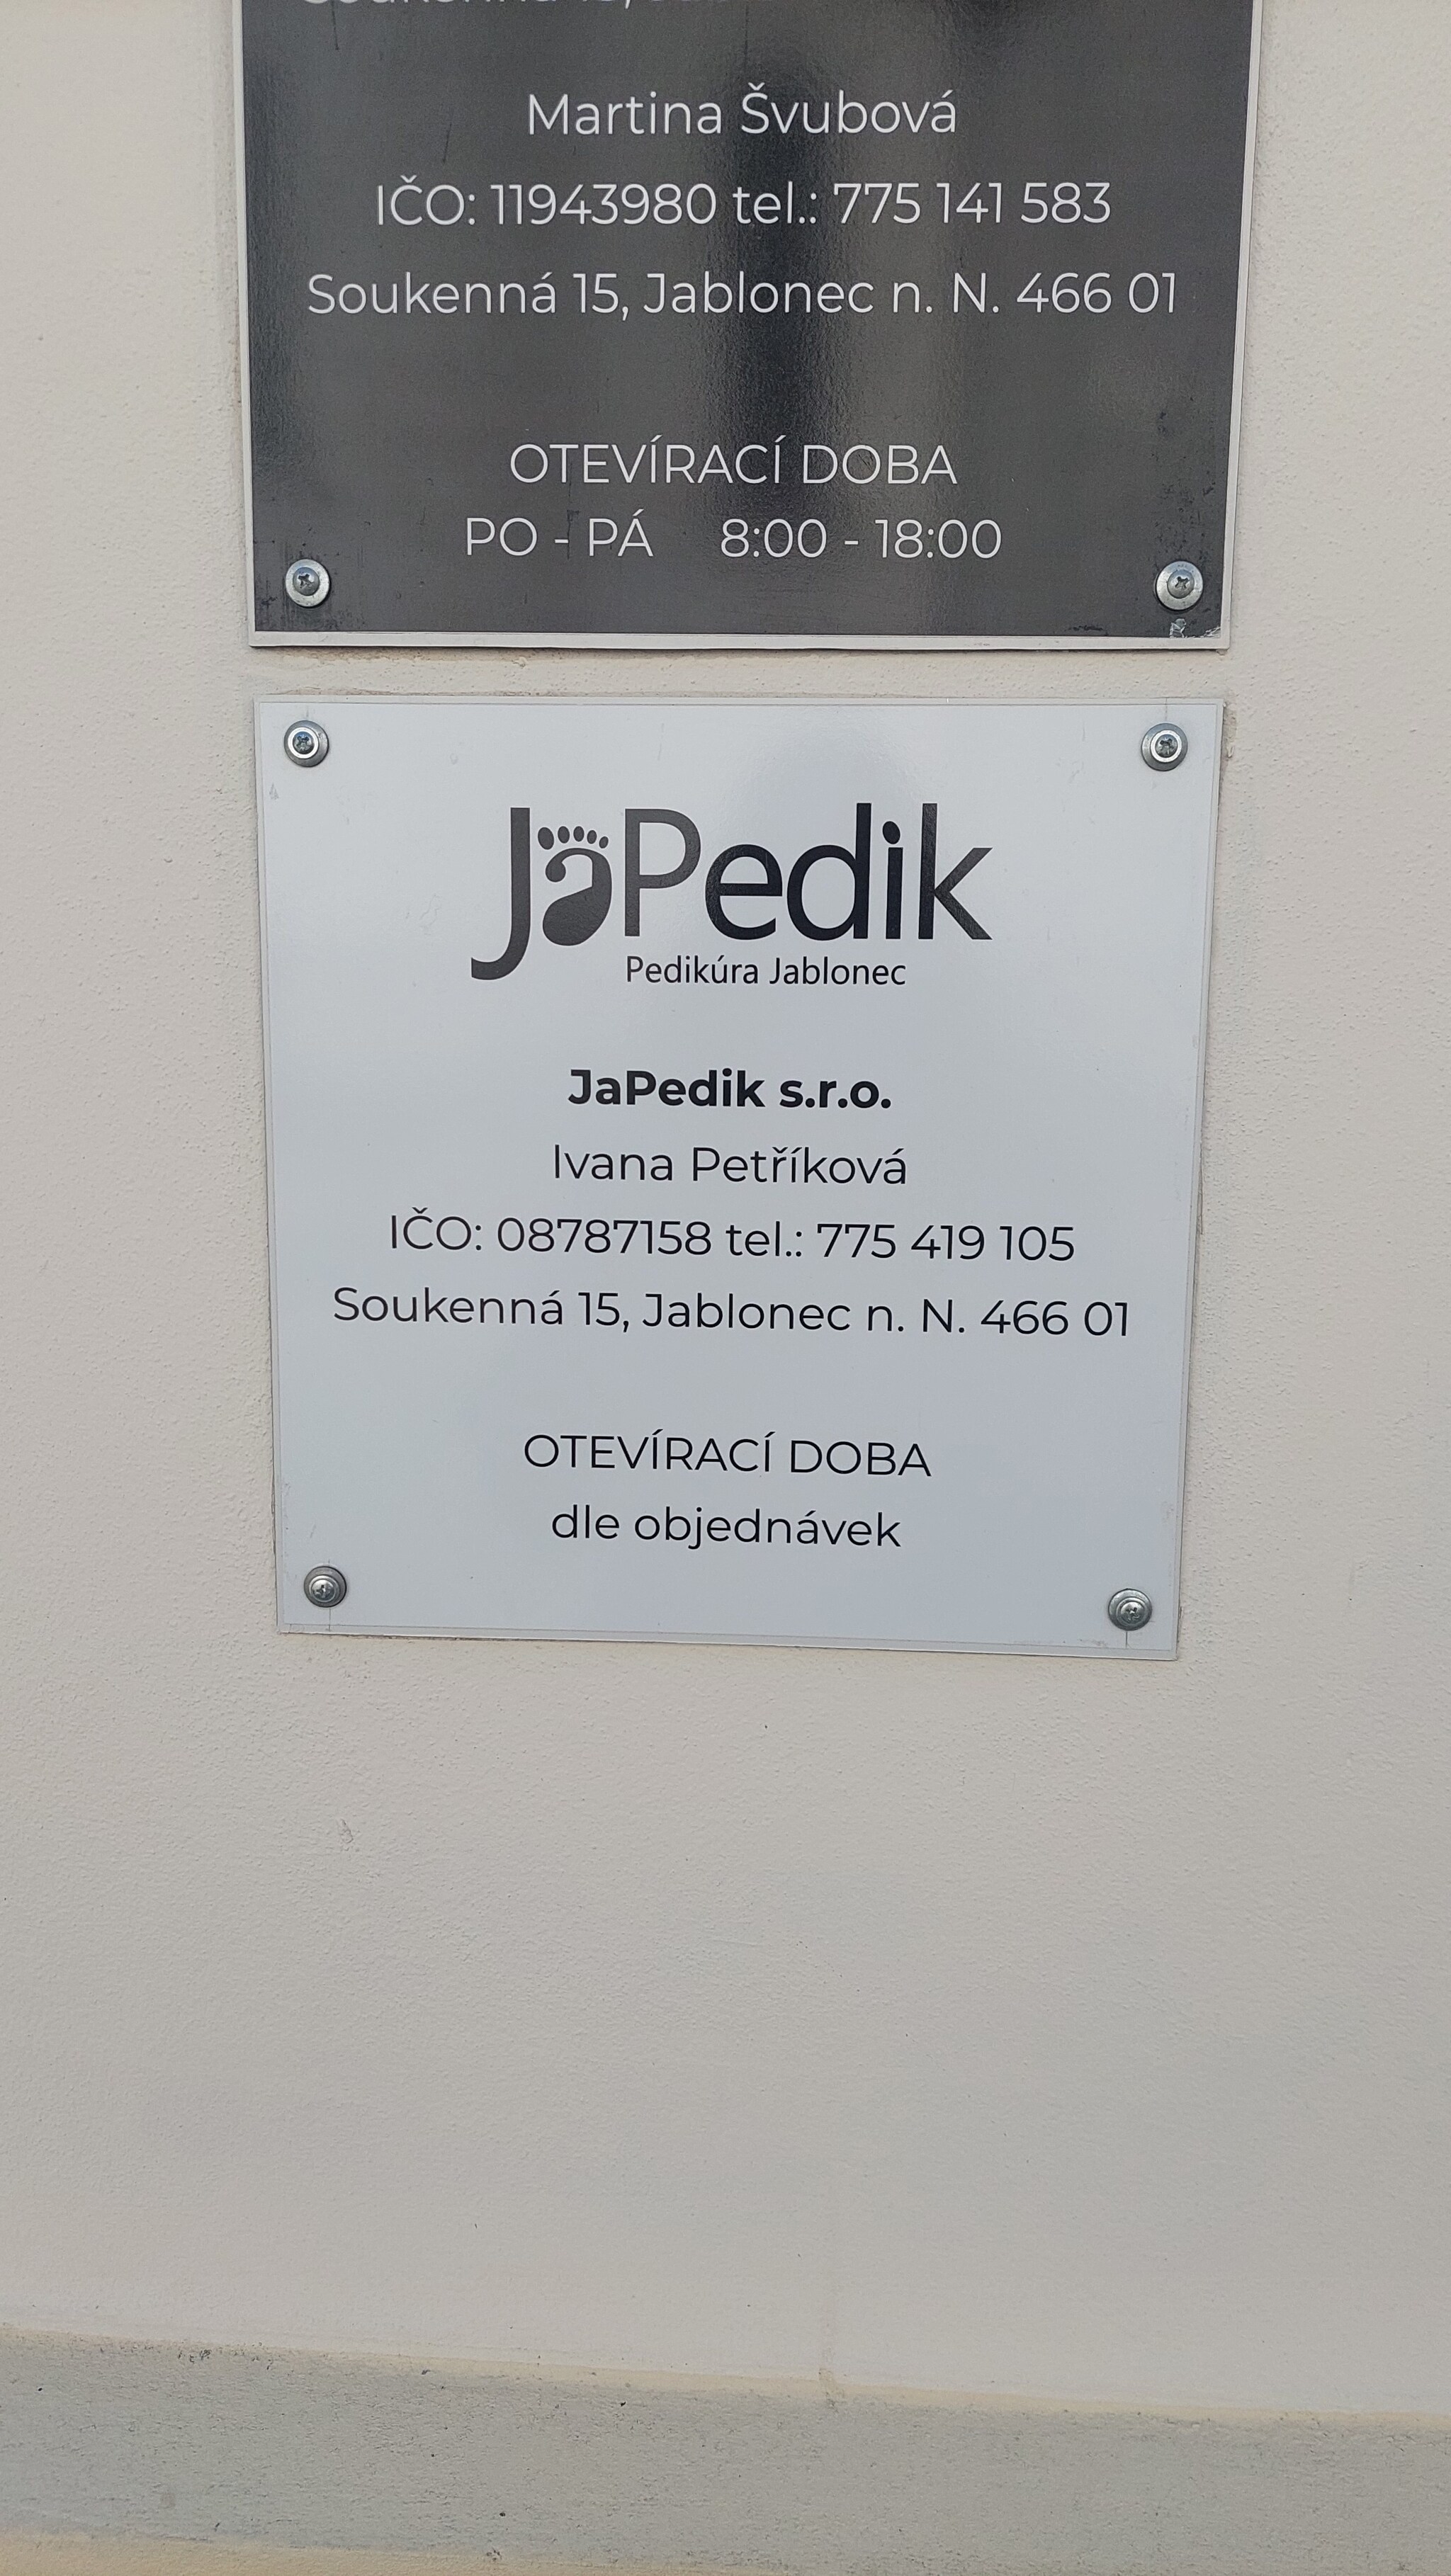 Martina Švubová
IČO: 11943980 tel.: 775 141 583
Soukenná 15, Jablonec n. N. 466 01
OTEVÍRACÍ DOBA
PO - PÁ 8:00 - 18:00
JaPedik
Pedikúra Jablonec
JaPedik s.r.o.
Ivana Petříková
IČO: 08787158 tel.: 775 419 105
Soukenná 15, Jablonec n. N. 466 01
OTEVÍRACÍ DOBA
dle objednávek